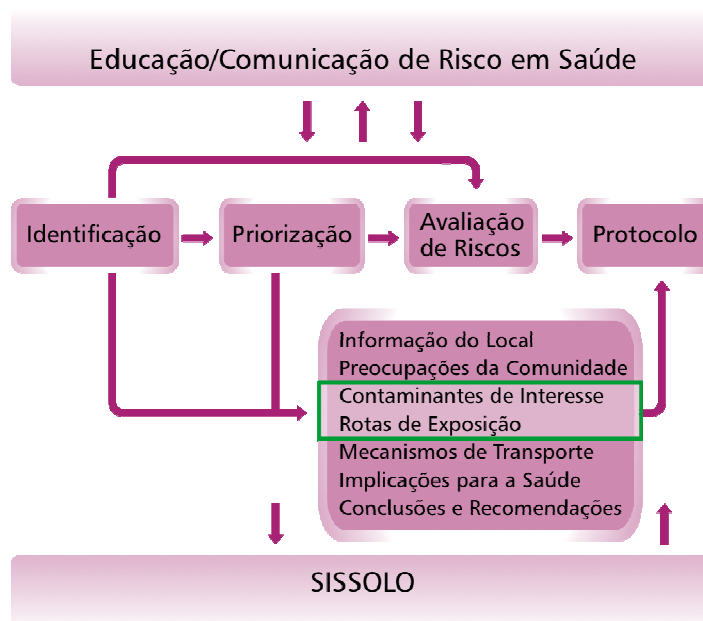 Educação/Comunicação de Risco em Saúde
Identificação
Priorização
Avaliação
de Riscos
Protocolo
Informação do Local
Preocupações da Comunidade
Contaminantes de Interesse
Rotas de Exposição
Mecanismos de Transporte
Implicações para a Saúde
Conclusões e Recomendações
SISSOLO